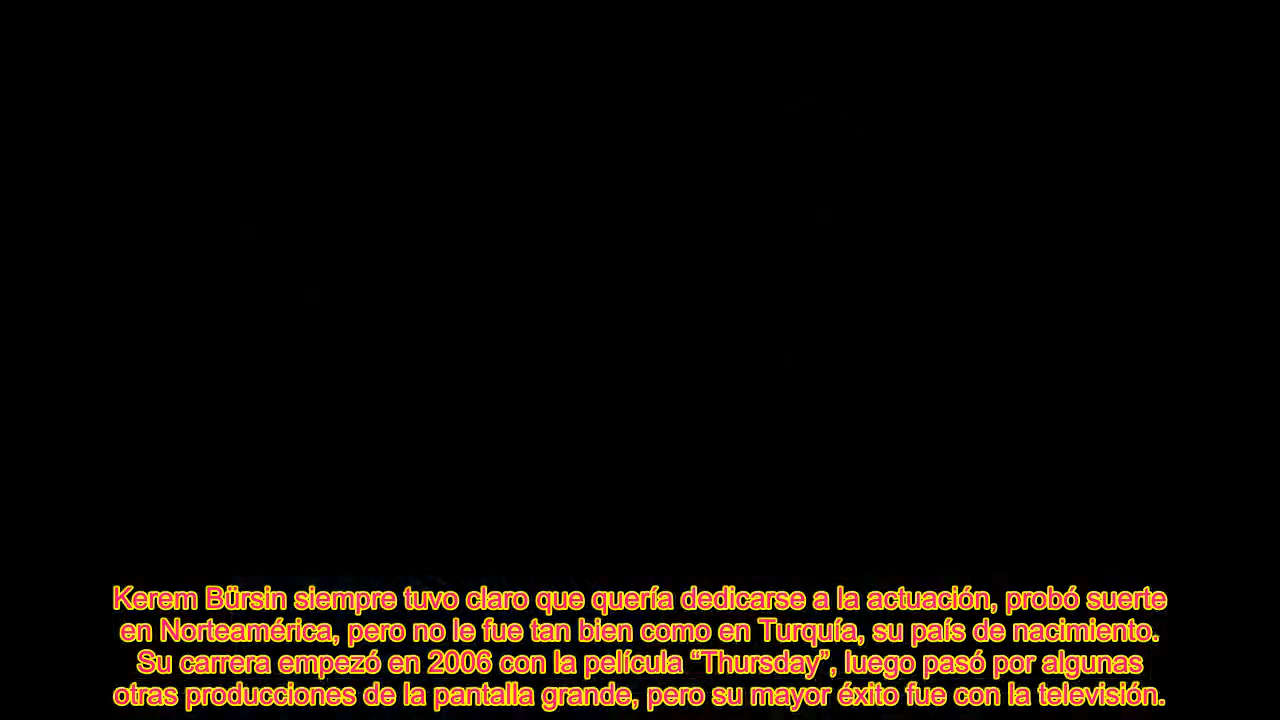 Kerem Bürsin siempre tuvo claro que quería dedicarse a la actuación, probó suerte
en Norteamérica, pero no le fue tan bien como en Turquía, su país de nacimiento.
Su carrera empezó en 2006 con la película “Thursday”, luego pasó por algunas
otras producciones de la pantalla grande, pero su mayor éxito fue con la televisión.